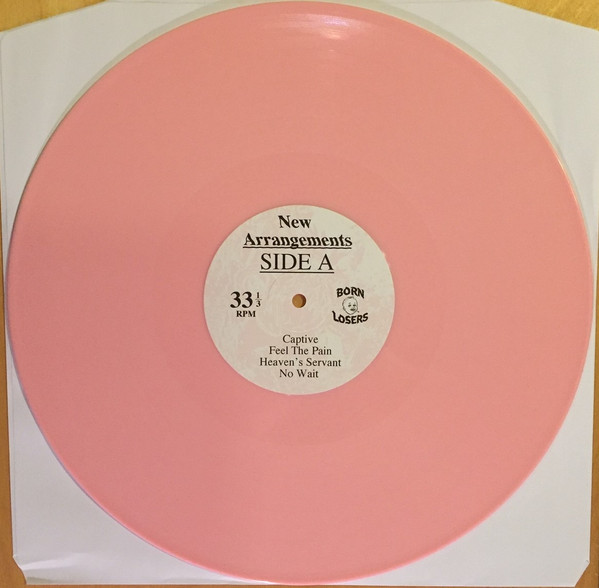 New
Arrangements
SIDE A
33 1/3
RPM
BORN
LOSERS
Captive
Feel The Pain
Heaven's Servant
No Wait